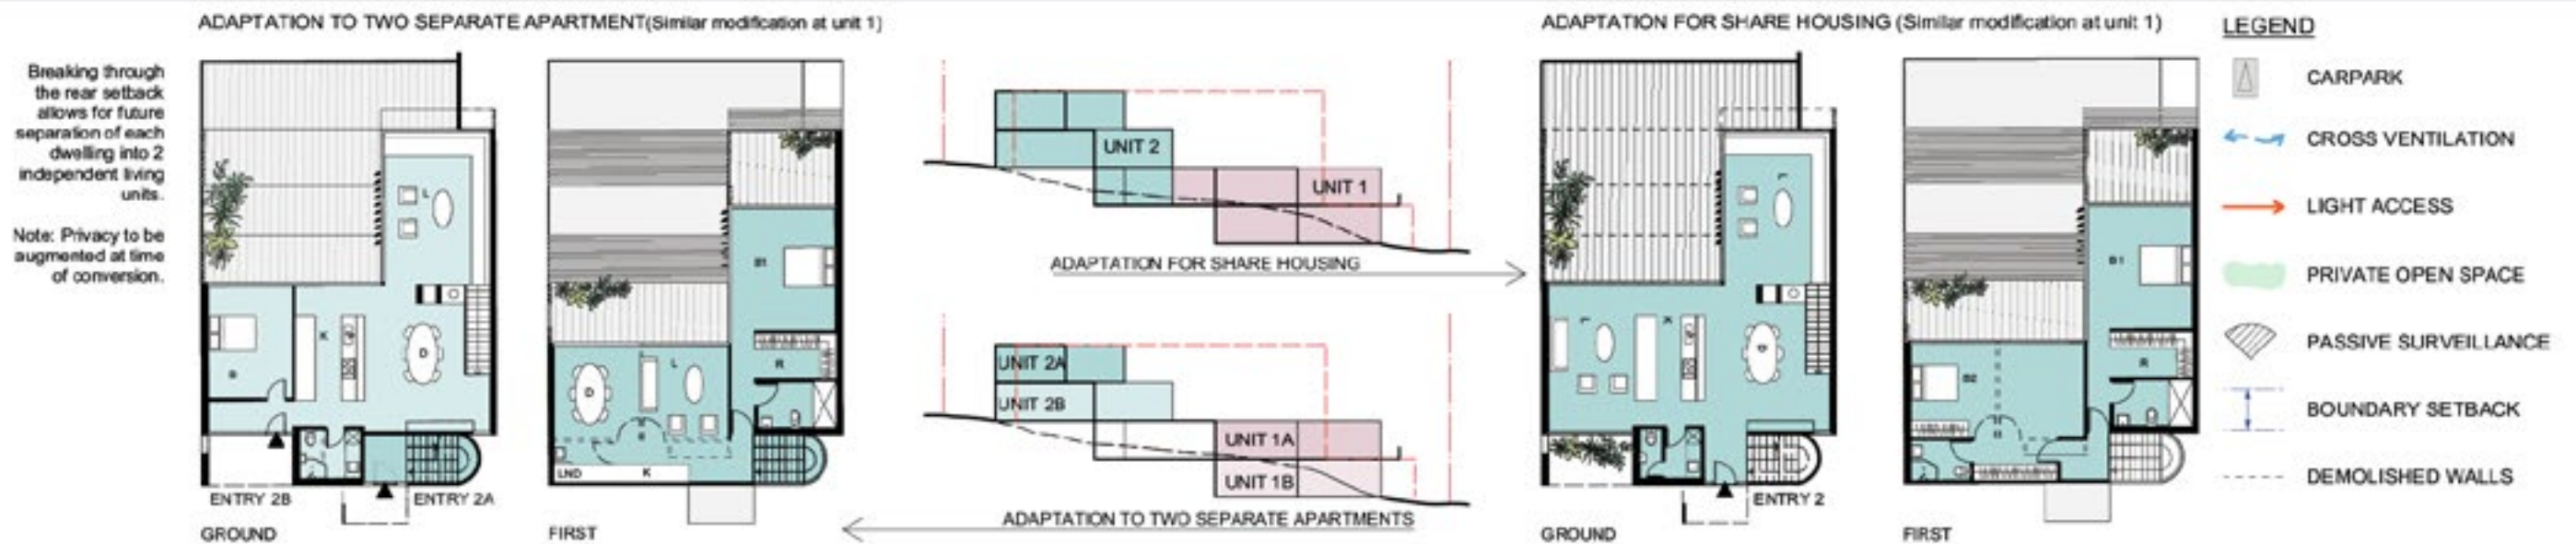 ADAPTATION TO TWO SEPARATE APARTMENT(Similar modification at unit 1)
Breaking through
the rear setback
allows for future
separation of each
dwelling into 2
independent living
units.
Note: Privacy to be
augmented at time
of conversion.
L
B
K
D
ENTRY 2B
ENTRY 2A
GROUND
B1
R
D
L
LND
K
FIRST
UNIT 2
UNIT 1
ADAPTATION FOR SHARE HOUSING
UNIT 2A
UNIT 2B
UNIT 1A
UNIT 1B
ADAPTATION TO TWO SEPARATE APARTMENTS
ADAPTATION FOR SHARE HOUSING (Similar modification at unit 1)
L
L
K
D
ENTRY 2
GROUND
B1
R
B2
FIRST
LEGEND
CARPARK
CROSS VENTILATION
LIGHT ACCESS
PRIVATE OPEN SPACE
PASSIVE SURVEILLANCE
BOUNDARY SETBACK
DEMOLISHED WALLS